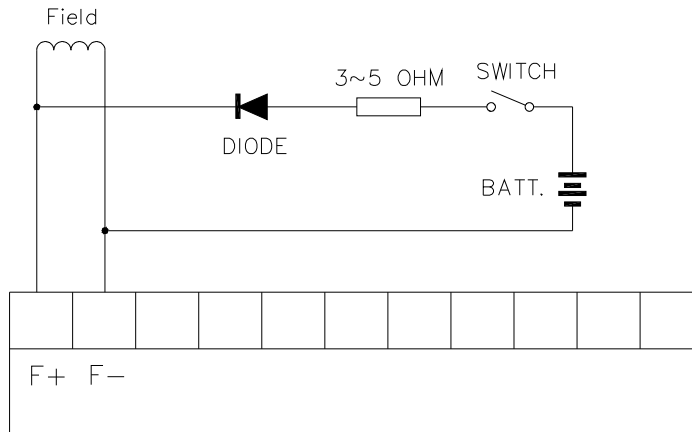 Field
3~5 OHM
SWITCH
DIODE
BATT.
F+ F-